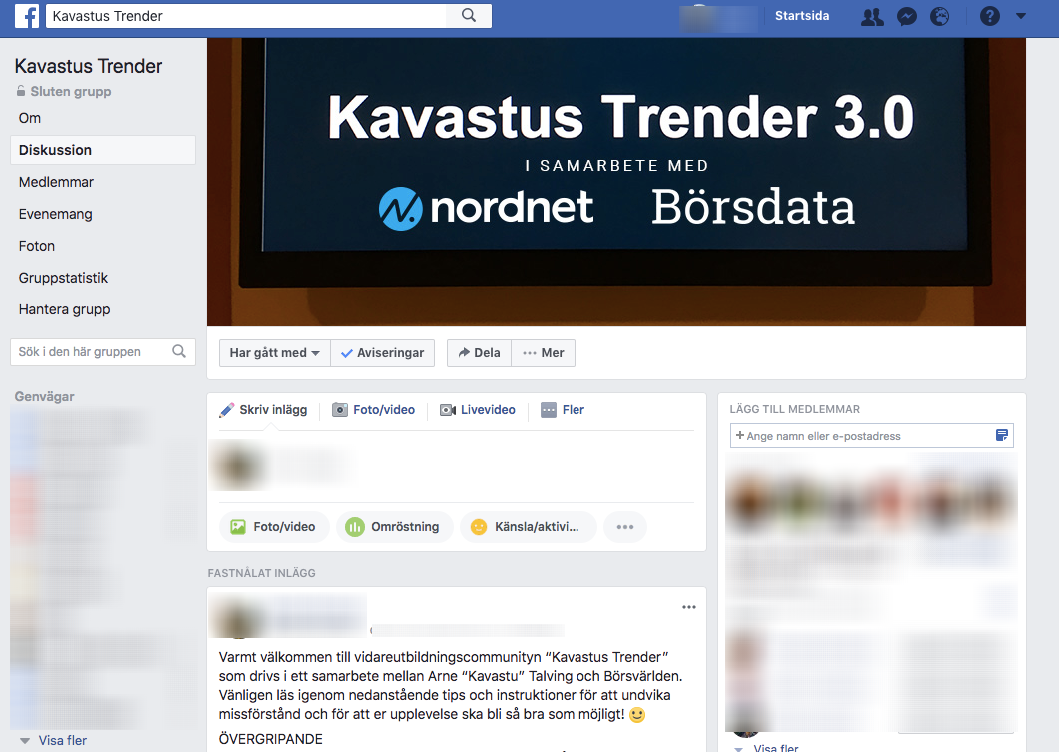 Kavastus Trender
Startsida
Kavastus Trender
Sluten grupp
Om
Diskussion
Medlemmar
Evenemang
Foton
Gruppstatistik
Hantera grupp
Sök i den här gruppen
Genvägar
Visa fler
Kavastus Trender 3.0
I SAMARBETE MED
nordnet Börsdata
Har gått med
Aviseringar
Dela
Mer
Skriv inlägg
Foto/video
Livevideo
Fler
Foto/video
Omröstning
Känsla/aktivi...
FASTNÅLAT INLÄGG
Varmt välkommen till vidareutbildningscommunityn “Kavastus Trender”
som drivs i ett samarbete mellan Arne “Kavastu” Talving och Börsvärlden.
Vänligen läs igenom nedanstående tips och instruktioner för att undvika
missförstånd och för att er upplevelse ska bli så bra som möjligt! 🙂
ÖVERGRIPANDE
LÄGG TILL MEDLEMMAR
+ Ange namn eller e-postadress
Visa fler